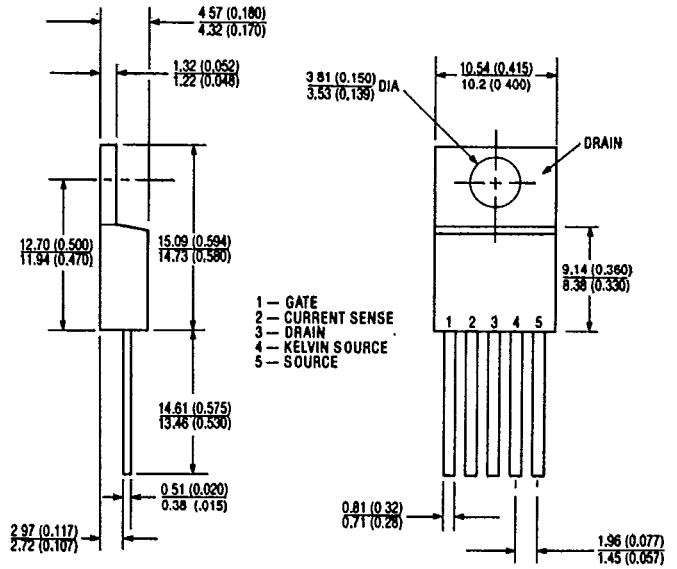 4 57 (0.180)
4.32 (0.170)
1.32 (0.052)
1.22 (0.048)
3 81 (0.150)
3.53 (0.139) DIA
10.54 (0.415)
10.2 (0 400)
DRAIN
12.70 (0.500)
11.94 (0.470)
15.09 (0.594)
14.73 (0.580)
9.14 (0.360)
8.38 (0.330)
1 — GATE
2 — CURRENT SENSE
3 — DRAIN
4 — KELVIN SOURCE
5 — SOURCE
1 2 3 4 5
14.61 (0.575)
13.46 (0.530)
0 51 (0.020)
0.38 (.015)
0.81 (0 32)
0.71 (0.28)
2 97 (0.117)
2.72 (0.107)
1.96 (0.077)
1.45 (0.057)